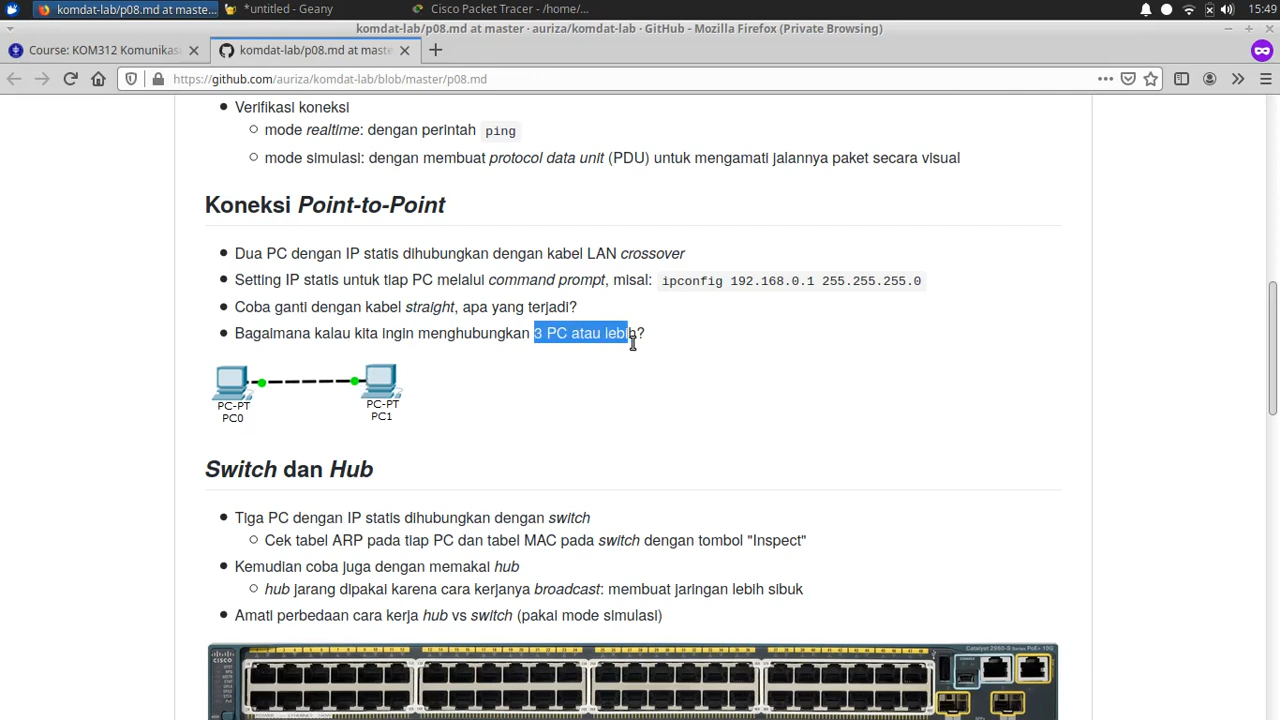 komdat-lab/p08.md at maste...
*untitled - Geany
Cisco Packet Tracer - /home/...
15:49
komdat-lab/p08.md at master · auriza/komdat-lab · GitHub - Mozilla Firefox (Private Browsing)
Course: KOM312 Komunikas
komdat-lab/p08.md at maste
https://github.com/auriza/komdat-lab/blob/master/p08.md
Verifikasi koneksi
mode realtime: dengan perintah ping
mode simulasi: dengan membuat protocol data unit (PDU) untuk mengamati jalannya paket secara visual
Koneksi Point-to-Point
Dua PC dengan IP statis dihubungkan dengan kabel LAN crossover
Setting IP statis untuk tiap PC melalui command prompt, misal: ipconfig 192.168.0.1 255.255.255.0
Coba ganti dengan kabel straight, apa yang terjadi?
Bagaimana kalau kita ingin menghubungkan 3 PC atau lebih?
PC-PT
PC0
PC-PT
PC1
Switch dan Hub
Tiga PC dengan IP statis dihubungkan dengan switch
Cek tabel ARP pada tiap PC dan tabel MAC pada switch dengan tombol "Inspect"
Kemudian coba juga dengan memakai hub
hub jarang dipakai karena cara kerjanya broadcast: membuat jaringan lebih sibuk
Amati perbedaan cara kerja hub vs switch (pakai mode simulasi)
CISCO
Catalyst 2960-S Series PoE+ 10G